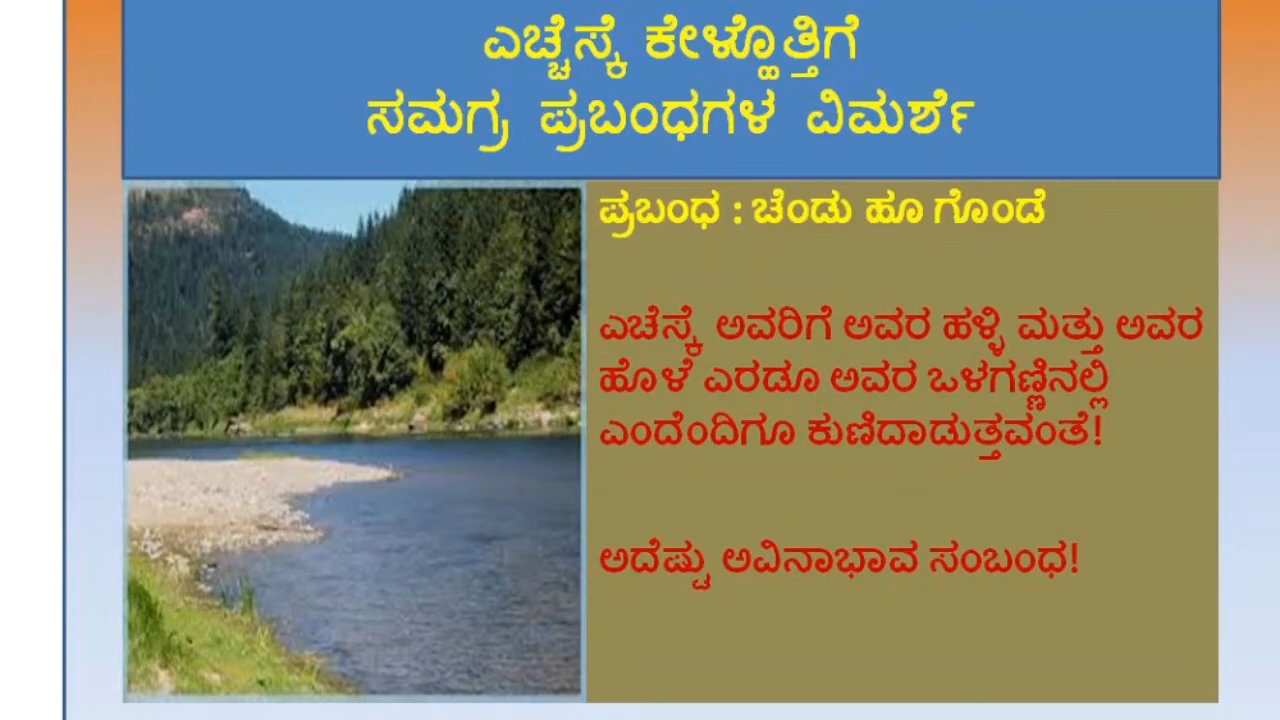 ಎಚ್ಚೆಸ್ಕೆ ಕೇಳ್ಹೊತ್ತಿಗೆ
ಸಮಗ್ರ ಪ್ರಬಂಧಗಳ ವಿಮರ್ಶೆ
ಪ್ರಬಂಧ : ಚೆಂಡು ಹೂ ಗೊಂಡೆ
ಎಚೆಸ್ಕೆ ಅವರಿಗೆ ಅವರ ಹಳ್ಳಿ ಮತ್ತು ಅವರ
ಹೊಳೆ ಎರಡೂ ಅವರ ಒಳಗಣ್ಣಿನಲ್ಲಿ
ಎಂದೆಂದಿಗೂ ಕುಣಿದಾಡುತ್ತವಂತೆ!
ಅದೆಷ್ಟು ಅವಿನಾಭಾವ ಸಂಬಂಧ!